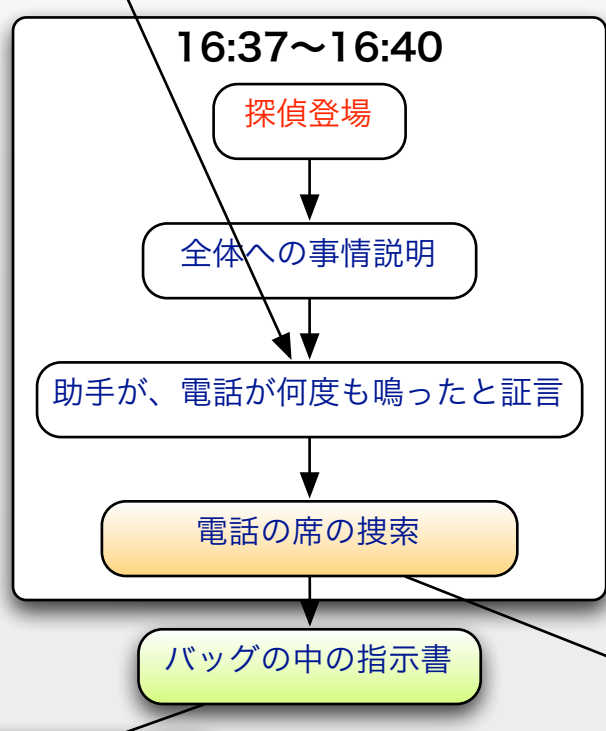 16:37〜16:40
探偵登場
全体への事情説明
助手が、電話が何度も鳴ったと証言
電話の席の捜索
バッグの中の指示書